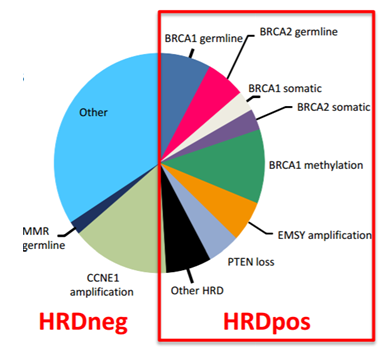 BRCA1 germline
BRCA2 germline
BRCA1 somatic
BRCA2 somatic
BRCA1 methylation
EMSY amplification
PTEN loss
Other HRD
CCNE1
amplification
MMR
germline
Other
HRDneg
HRDpos